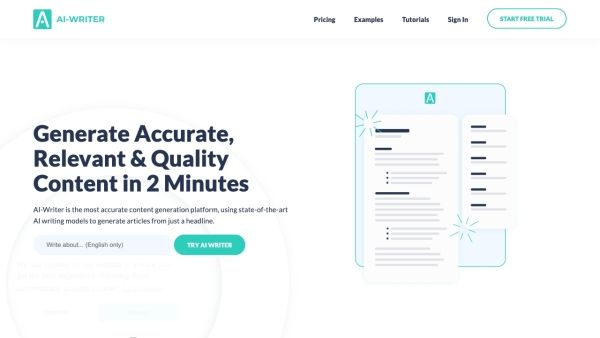 AI-WRITER
Pricing
Examples
Tutorials
Sign In
START FREE TRIAL
Generate Accurate,
Relevant & Quality
Content in 2 Minutes
AI-Writer is the most accurate content generation platform, using state-of-the-art
AI writing models to generate articles from just a headline.
Write about... (English only)
TRY AI WRITER